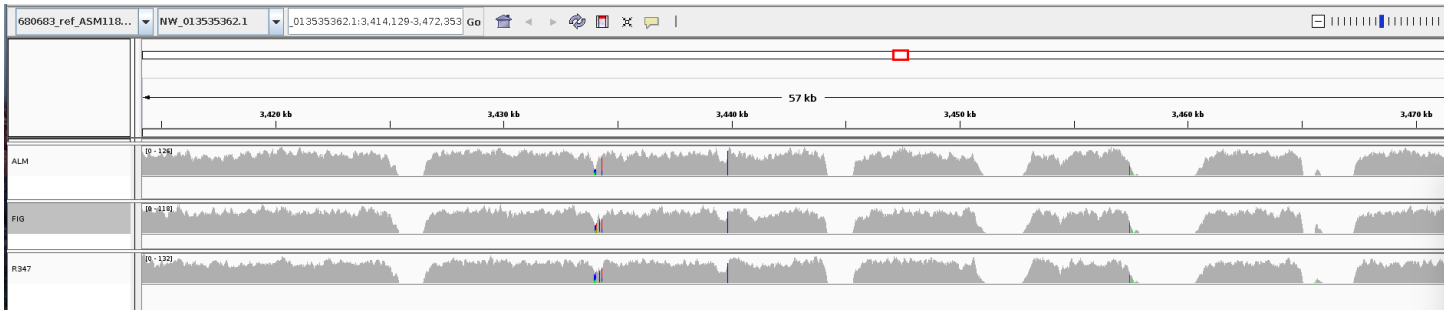 680683_ref_ASM118... NW_013535362.1 _013535362.1:3,414,129-3,472,353 Go
57 kb
3,420 kb 3,430 kb 3,440 kb 3,450 kb 3,460 kb 3,470 kb
[0 - 126]
ALM
[0 - 118]
FIG
[0 - 132]
R347